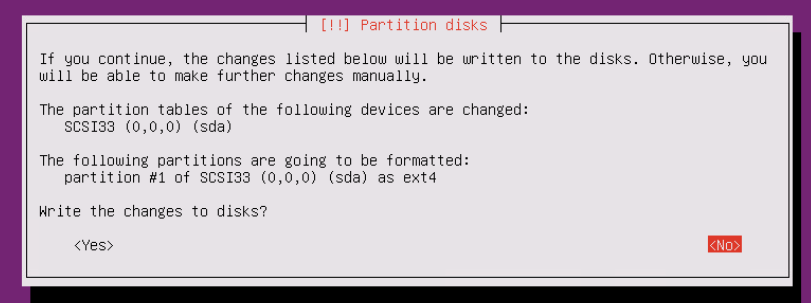 [!!] Partition disks
If you continue, the changes listed below will be written to the disks. Otherwise, you
will be able to make further changes manually.
The partition tables of the following devices are changed:
SCSI33 (0,0,0) (sda)
The following partitions are going to be formatted:
partition #1 of SCSI33 (0,0,0) (sda) as ext4
Write the changes to disks?
<Yes> <No>